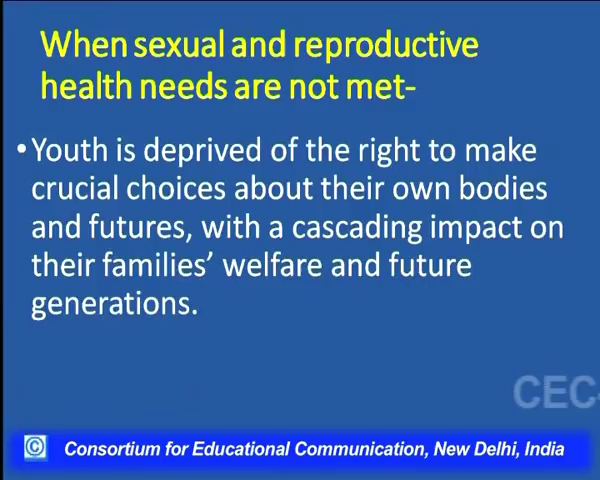 When sexual and reproductive
health needs are not met-
•Youth is deprived of the right to make
crucial choices about their own bodies
and futures, with a cascading impact on
their families’ welfare and future
generations.
CEC-
© Consortium for Educational Communication, New Delhi, India